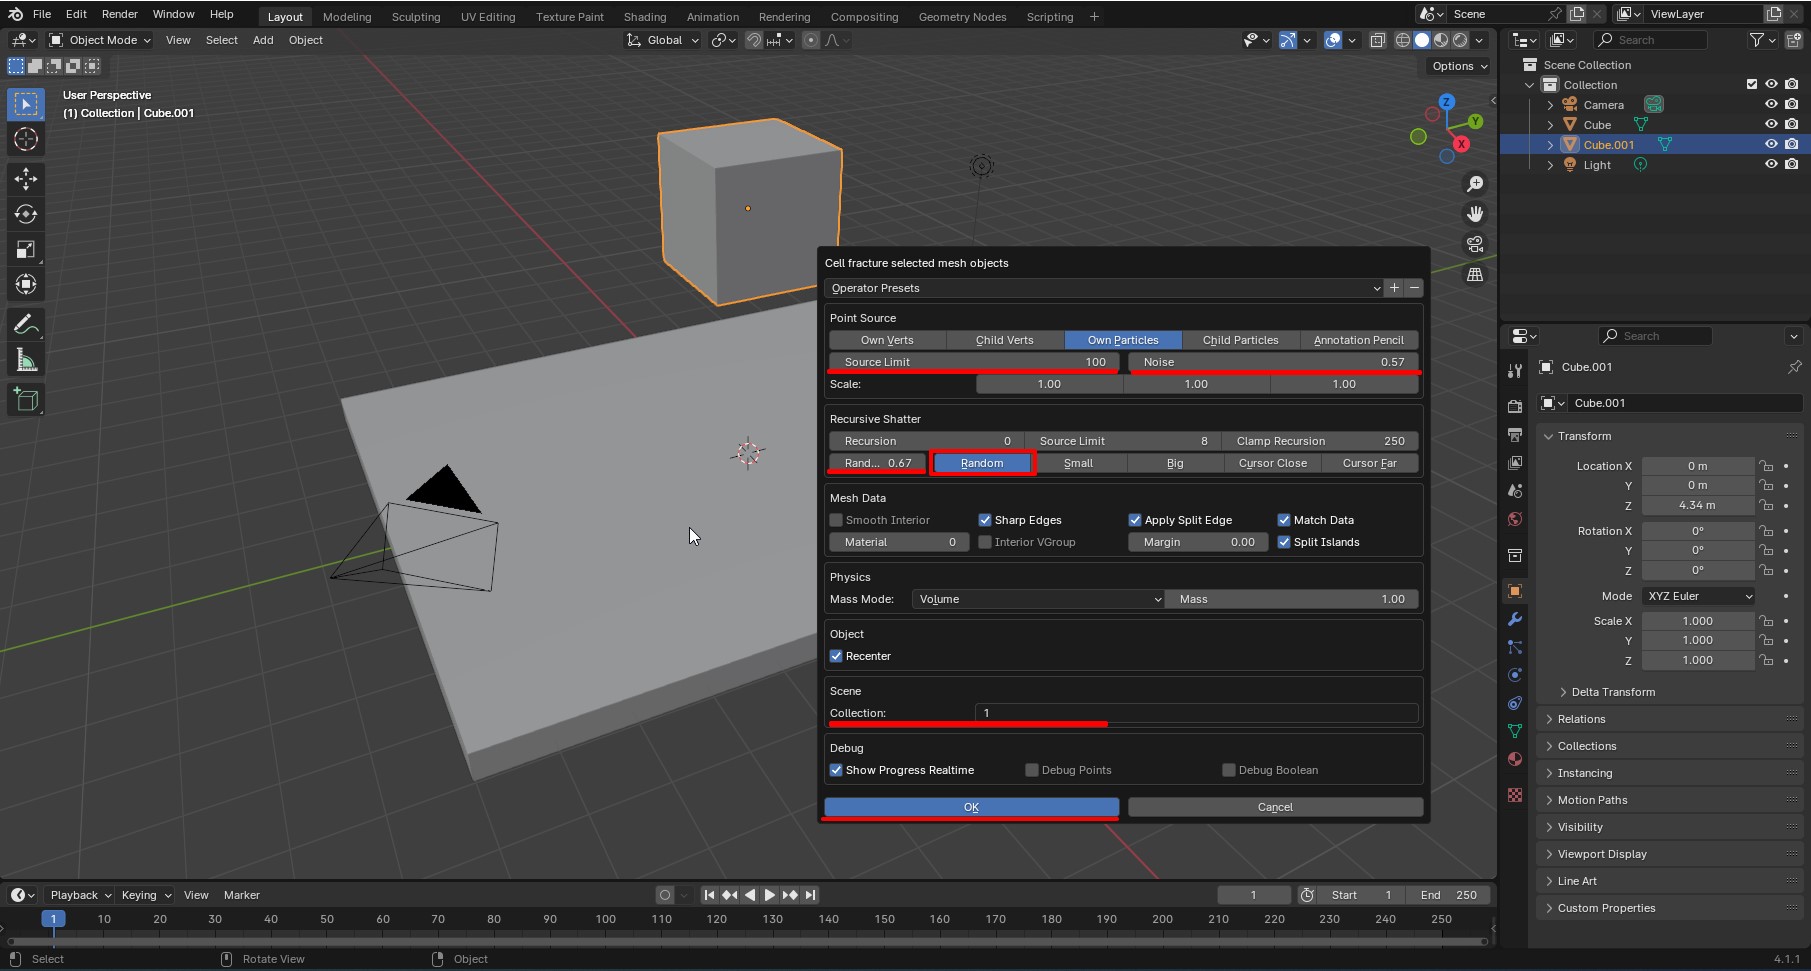 File Edit Render Window Help Layout Modeling Sculpting UV Editing Texture Paint Shading Animation Rendering Compositing Geometry Nodes Scripting + Scene ViewLayer
Object Mode View Select Add Object Global Search
Options
User Perspective
(1) Collection | Cube.001
Z
Y
X
Scene Collection
Collection
Camera
Cube
Cube.001
Light
Cell fracture selected mesh objects
Operator Presets
Point Source
Own Verts Child Verts Own Particles Child Particles Annotation Pencil
Source Limit 100 Noise 0.57
Scale: 1.00 1.00 1.00
Recursive Shatter
Recursion 0 Source Limit 8 Clamp Recursion 250
Rand... 0.67 Random Small Big Cursor Close Cursor Far
Mesh Data
Smooth Interior Sharp Edges Apply Split Edge Match Data
Material 0 Interior VGroup Margin 0.00 Split Islands
Physics
Mass Mode: Volume Mass 1.00
Object
Recenter
Scene
Collection: 1
Debug
Show Progress Realtime Debug Points Debug Boolean
OK Cancel
Search
Cube.001
Cube.001
Transform
Location X 0 m
Y 0 m
Z 4.34 m
Rotation X 0°
Y 0°
Z 0°
Mode XYZ Euler
Scale X 1.000
Y 1.000
Z 1.000
Delta Transform
Relations
Collections
Instancing
Motion Paths
Visibility
Viewport Display
Line Art
Custom Properties
Playback Keying View Marker 1 Start 1 End 250
1 10 20 30 40 50 60 70 80 90 100 110 120 130 140 150 160 170 180 190 200 210 220 230 240 250
Select Rotate View Object 4.1.1